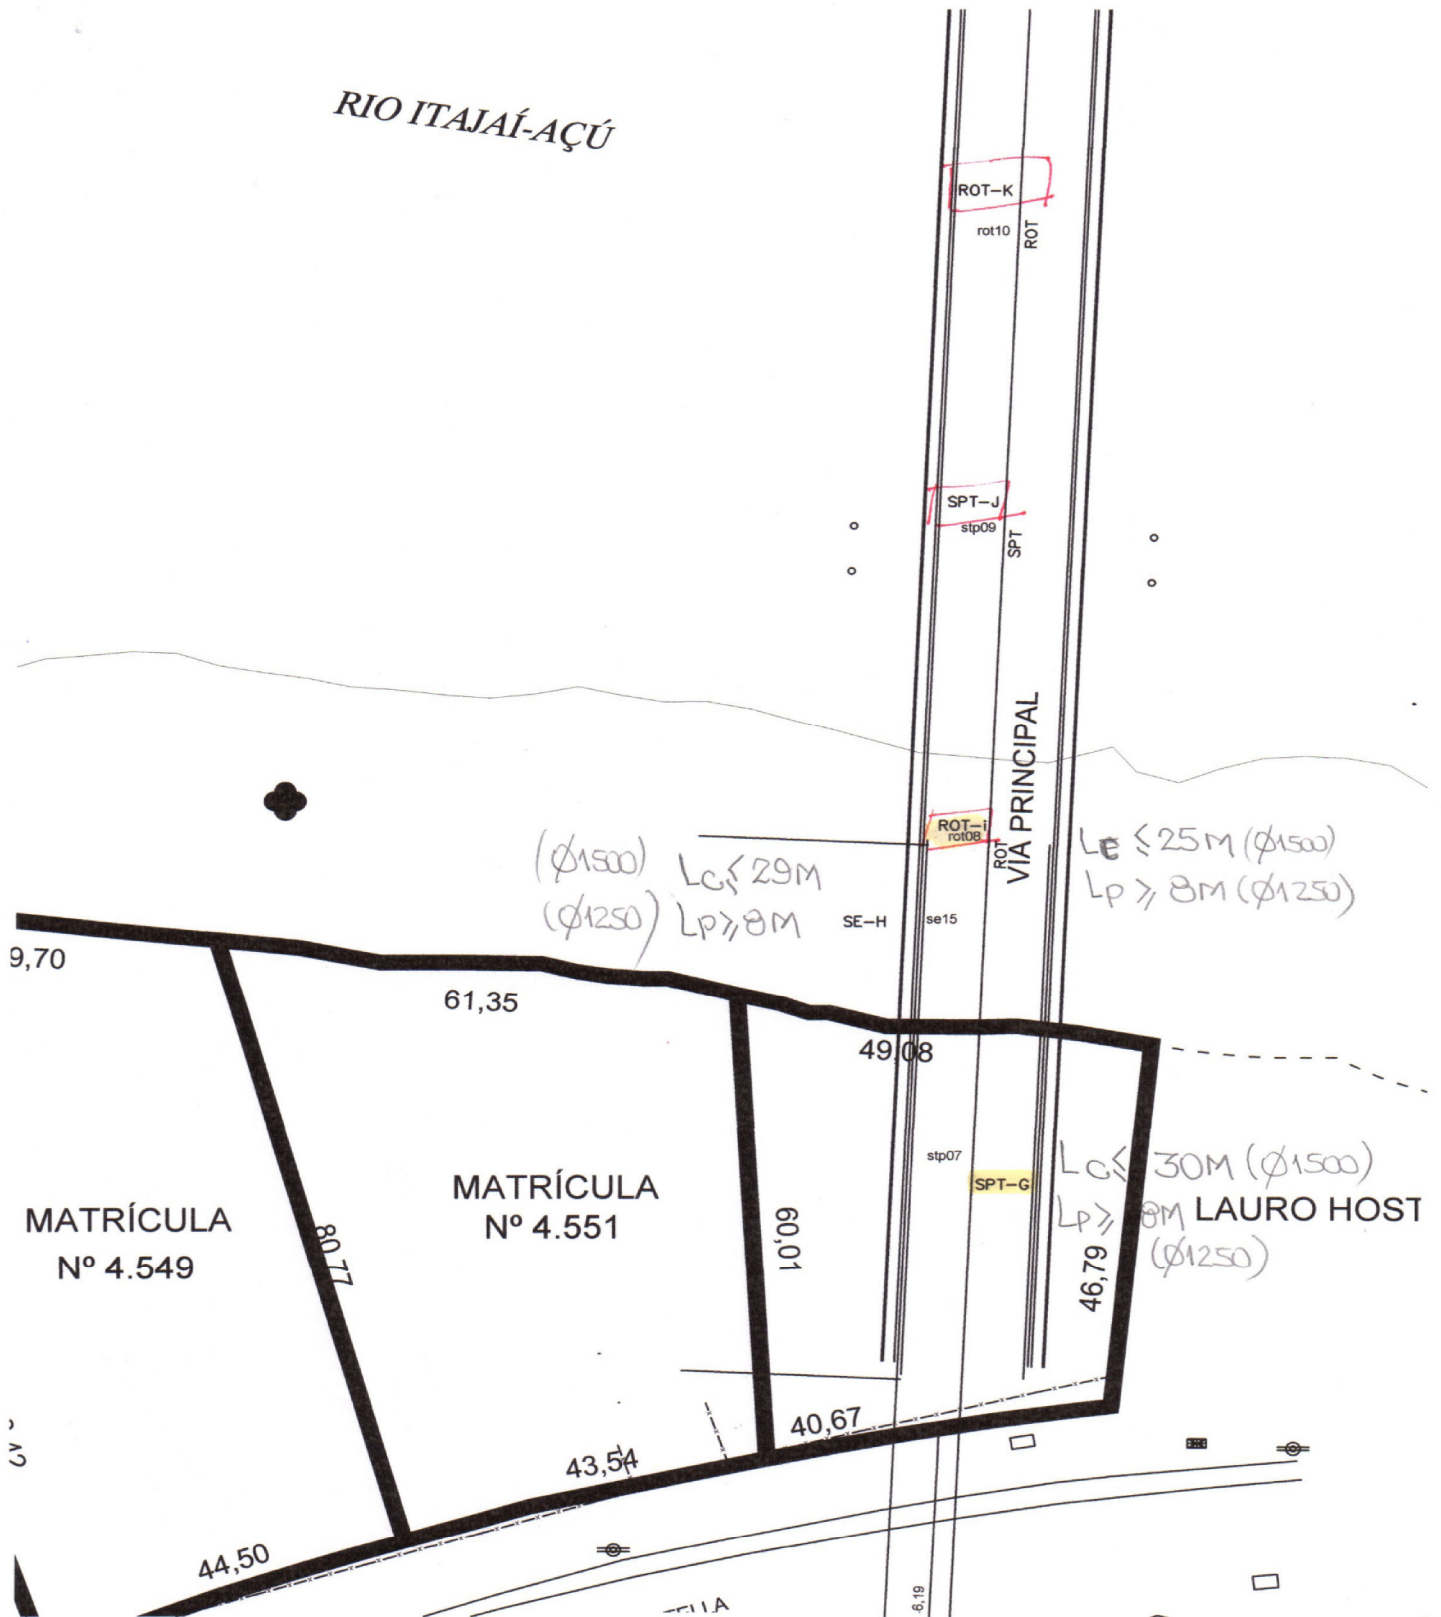 RIO ITAJAÍ-AÇÚ
ROT-K
rot10
ROT
SPT-J
stp09
SPT
VIA PRINCIPAL
ROT-i
rot08
ROT
(Ø1500) Lc ≤ 29M
(Ø1250) Lp ≥ 8M
LE ≤ 25M (Ø1500)
Lp ≥ 8M (Ø1250)
SE-H
se15
9,70
61,35
49,08
stp07
SPT-G
Lc ≤ 30M (Ø1500)
Lp ≥ 8M
(Ø1250)
LAURO HOST
MATRÍCULA
Nº 4.549
80,77
MATRÍCULA
Nº 4.551
60,01
46,79
40,67
43,54
44,50
6,19